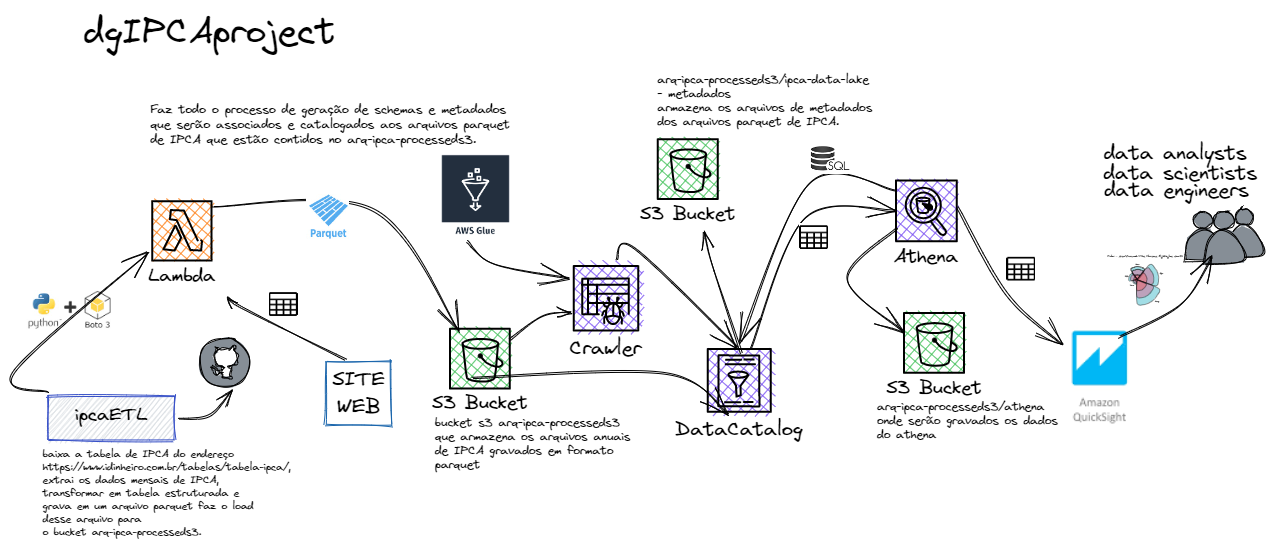 dgIPCAproject
Faz todo o processo de geração de schemas e metadados
que serão associados e catalogados aos arquivos parquet
de IPCA que estão contidos no arq-ipca-processeds3.
arq-ipca-processeds3/ipca-data-lake
- metadados
armazena os arquivos de metadados
dos arquivos parquet de IPCA.
SQL
data analysts
data scientists
data engineers
S3 Bucket
Parquet
AWS Glue
Lambda
Athena
python
Boto 3
Crawler
SITE
WEB
ipcaETL
S3 Bucket
bucket s3 arq-ipca-processeds3
que armazena os arquivos anuais
de IPCA gravados em formato
parquet
DataCatalog
S3 Bucket
arq-ipca-processeds3/athena
onde serão gravados os dados
do athena
Amazon
QuickSight
baixa a tabela de IPCA do endereço
https://www.idinheiro.com.br/tabelas/tabela-ipca/,
extrai os dados mensais de IPCA,
transformar em tabela estruturada e
grava em um arquivo parquet faz o load
desse arquivo para
o bucket arq-ipca-processeds3.